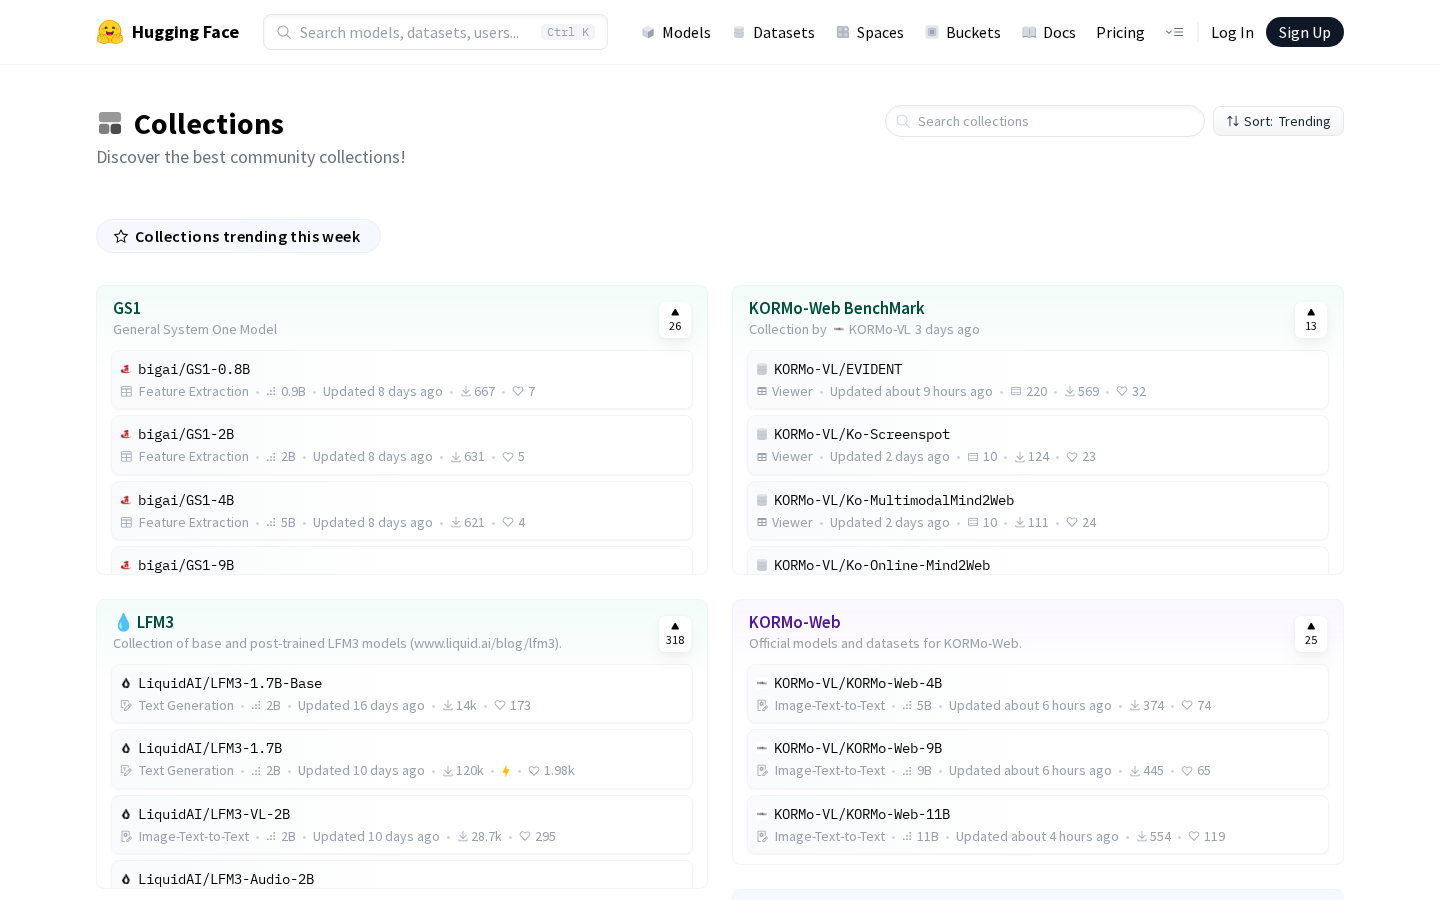 Hugging Face
Search models, datasets, users...
Ctrl K
Models
Datasets
Spaces
Buckets
Docs
Pricing
Log In
Sign Up
Collections
Discover the best community collections!
Search collections
Sort: Trending
Collections trending this week
GS1
General System One Model
26
bigai/GS1-0.8B
Feature Extraction • 0.9B • Updated 8 days ago • 667 • 7
bigai/GS1-2B
Feature Extraction • 2B • Updated 8 days ago • 631 • 5
bigai/GS1-4B
Feature Extraction • 5B • Updated 8 days ago • 621 • 4
bigai/GS1-9B
KORMo-Web BenchMark
Collection by KORMo-VL 3 days ago
13
KORMo-VL/EVIDENT
Viewer • Updated about 9 hours ago • 220 • 569 • 32
KORMo-VL/Ko-Screenspot
Viewer • Updated 2 days ago • 10 • 124 • 23
KORMo-VL/Ko-MultimodalMind2Web
Viewer • Updated 2 days ago • 10 • 111 • 24
KORMo-VL/Ko-Online-Mind2Web
💧 LFM3
Collection of base and post-trained LFM3 models (www.liquid.ai/blog/lfm3).
318
LiquidAI/LFM3-1.7B-Base
Text Generation • 2B • Updated 16 days ago • 14k • 173
LiquidAI/LFM3-1.7B
Text Generation • 2B • Updated 10 days ago • 120k • • 1.98k
LiquidAI/LFM3-VL-2B
Image-Text-to-Text • 2B • Updated 10 days ago • 28.7k • 295
LiquidAI/LFM3-Audio-2B
KORMo-Web
Official models and datasets for KORMo-Web.
25
KORMo-VL/KORMo-Web-4B
Image-Text-to-Text • 5B • Updated about 6 hours ago • 374 • 74
KORMo-VL/KORMo-Web-9B
Image-Text-to-Text • 9B • Updated about 6 hours ago • 445 • 65
KORMo-VL/KORMo-Web-11B
Image-Text-to-Text • 11B • Updated about 4 hours ago • 554 • 119